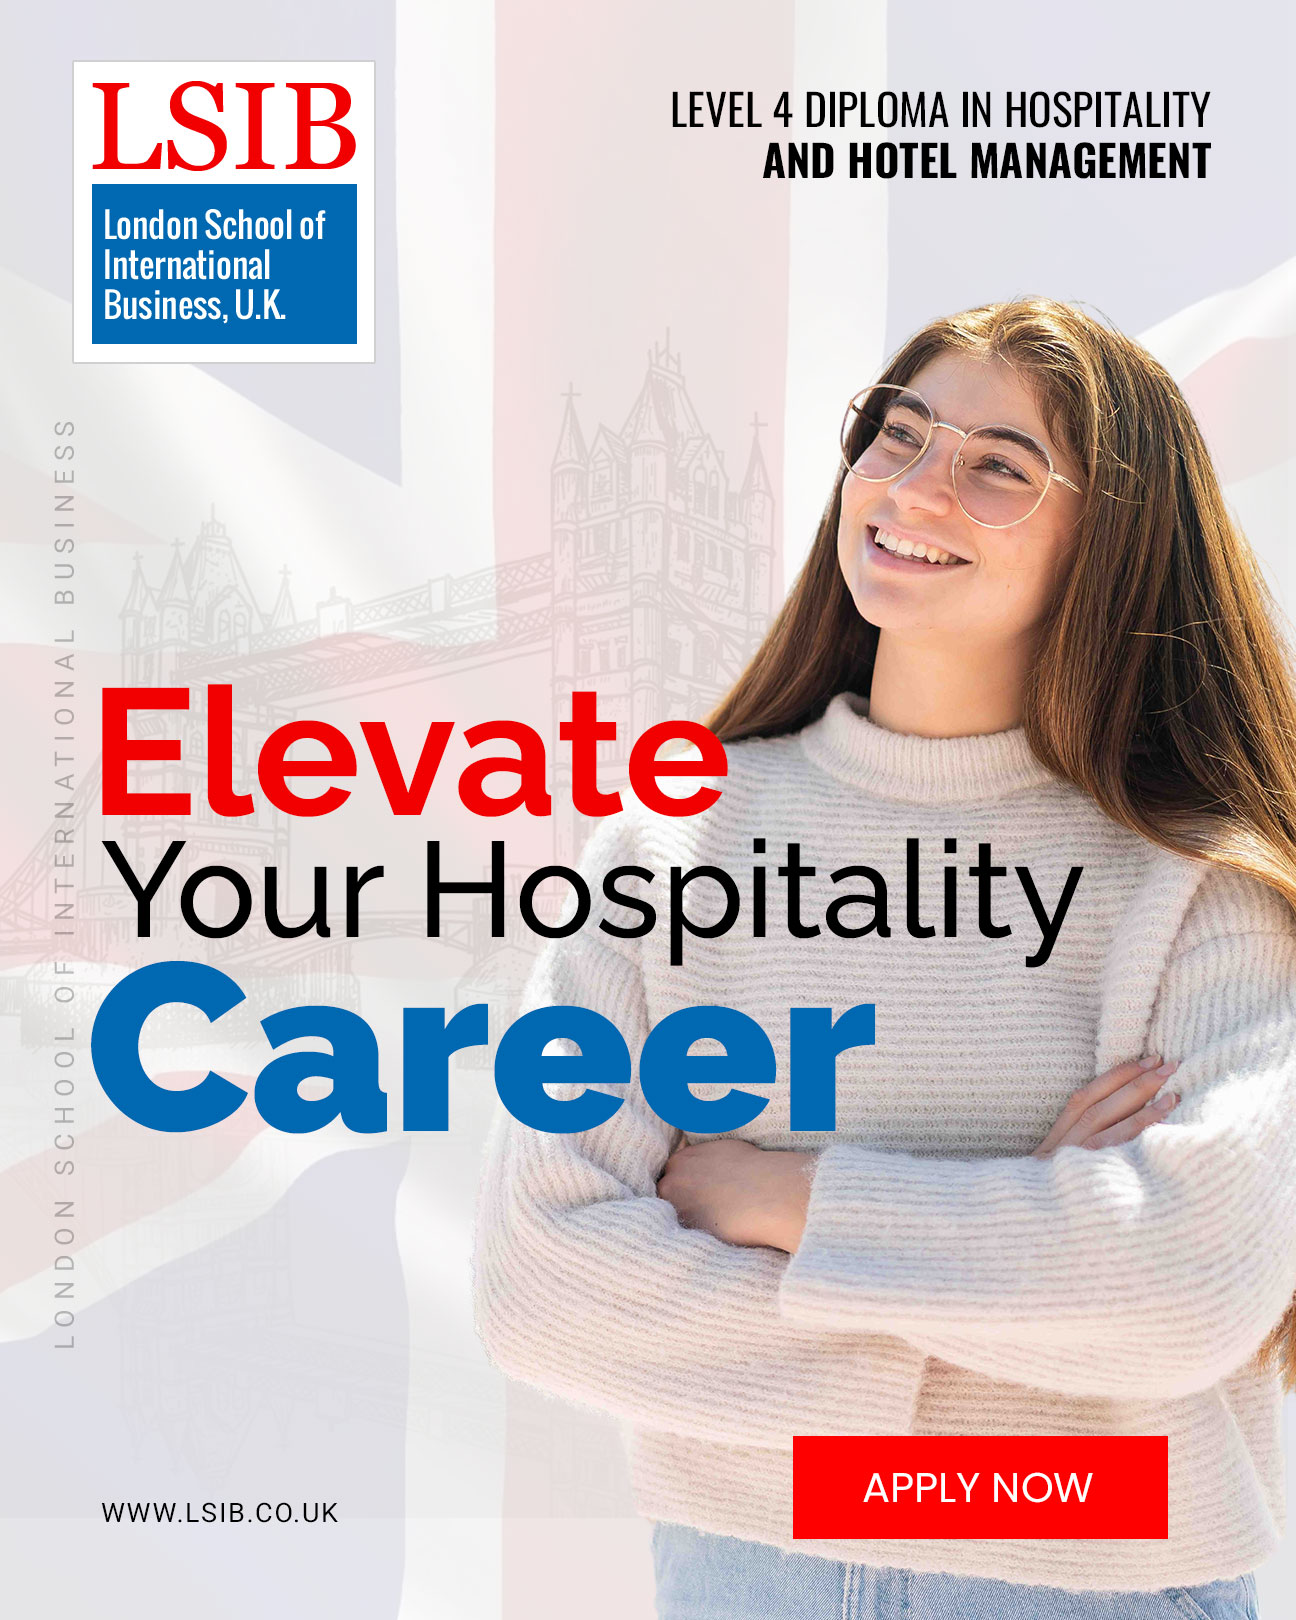 LSIB
London School of
International
Business, U.K.
LEVEL 4 DIPLOMA IN HOSPITALITY
AND HOTEL MANAGEMENT
LONDON SCHOOL OF INTERNATIONAL BUSINESS
Elevate
Your Hospitality
Career
WWW.LSIB.CO.UK
APPLY NOW